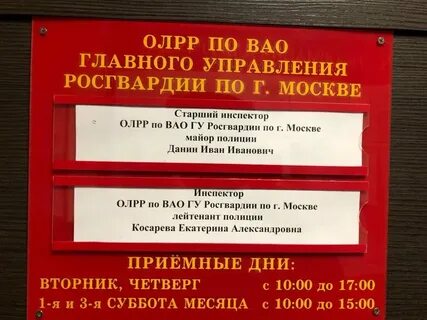 ОЛРР ПО ВАО
ГЛАВНОГО УПРАВЛЕНИЯ
РОСГВАРДИИ ПО Г. МОСКВЕ
Старший инспектор
ОЛРР по ВАО ГУ Росгвардии по г. Москве
майор полиции
Данин Иван Иванович
Инспектор
ОЛРР по ВАО ГУ Росгвардии по г. Москве
лейтенант полиции
Косарева Екатерина Александровна
ПРИЁМНЫЕ ДНИ:
ВТОРНИК, ЧЕТВЕРГ с 10:00 до 17:00
1-я и 3-я СУББОТА МЕСЯЦА с 10:00 до 15:00